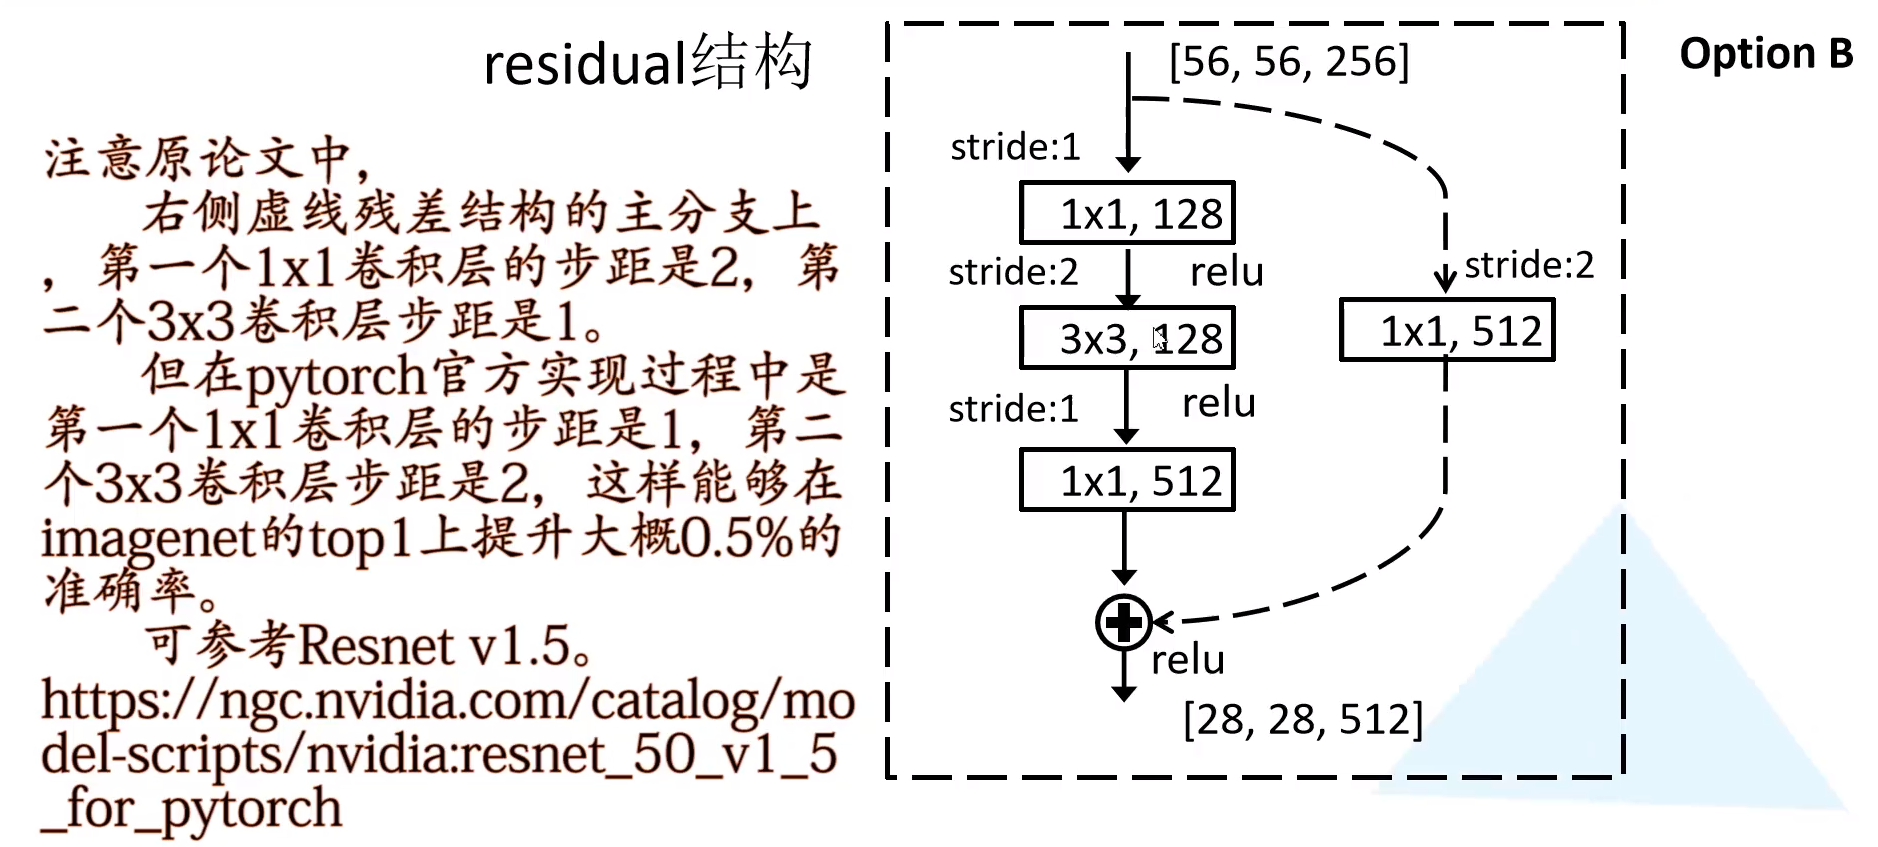 residual结构
注意原论文中，
右侧虚线残差结构的主分支上
，第一个1x1卷积层的步距是2，第
二个3x3卷积层步距是1。
但在pytorch官方实现过程中是
第一个1x1卷积层的步距是1，第二
个3x3卷积层步距是2，这样能够在
imagenet的top1上提升大概0.5%的
准确率。
可参考Resnet v1.5。
https://ngc.nvidia.com/catalog/mo
del-scripts/nvidia:resnet_50_v1_5
_for_pytorch
Option B
[56, 56, 256]
stride:1
1x1, 128
stride:2
relu
3x3, 128
stride:1
relu
1x1, 512
stride:2
1x1, 512
relu
[28, 28, 512]